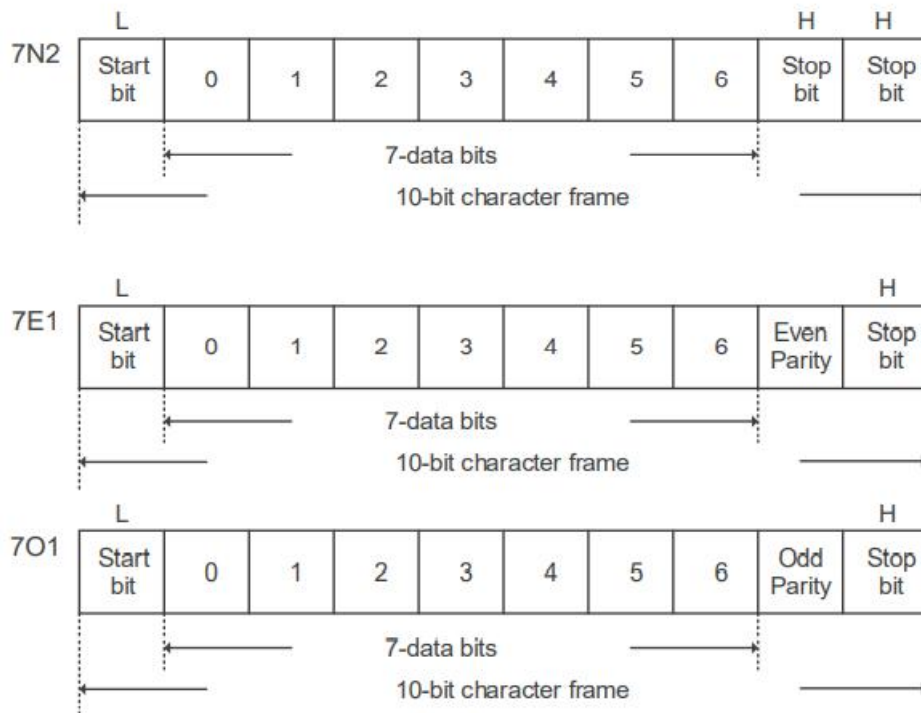 L H H
7N2 Start bit 0 1 2 3 4 5 6 Stop bit Stop bit
7-data bits
10-bit character frame
L H
7E1 Start bit 0 1 2 3 4 5 6 Even Parity Stop bit
7-data bits
10-bit character frame
L H
7O1 Start bit 0 1 2 3 4 5 6 Odd Parity Stop bit
7-data bits
10-bit character frame